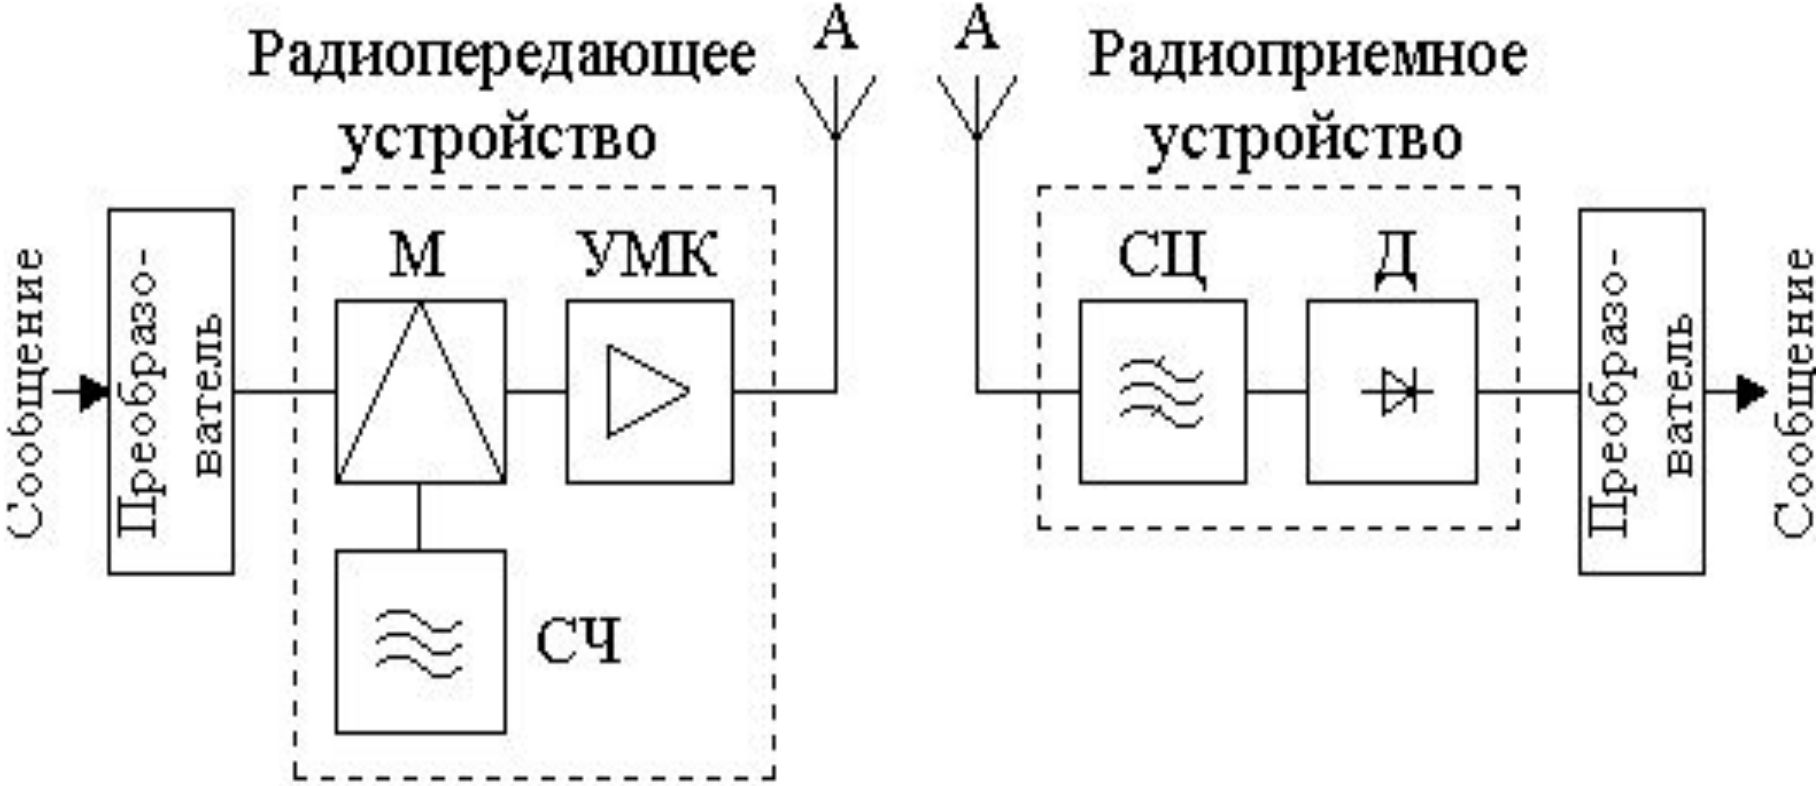 Радиопередающее
устройство
А
А
Радиоприемное
устройство
Сообщение
Преобразо-
ватель
М
УМК
СЧ
СЦ
Д
Преобразо-
ватель
Сообщение